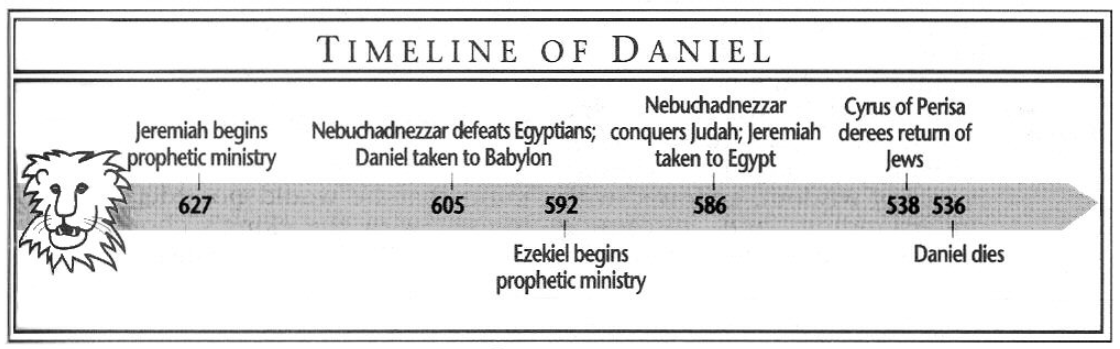 TIMELINE OF DANIEL
Jeremiah begins
prophetic ministry
Nebuchadnezzar defeats Egyptians;
Daniel taken to Babylon
Nebuchadnezzar
conquers Judah; Jeremiah
taken to Egypt
Cyrus of Perisa
derees return of
Jews
627 605 592 586 538 536
Ezekiel begins
prophetic ministry
Daniel dies